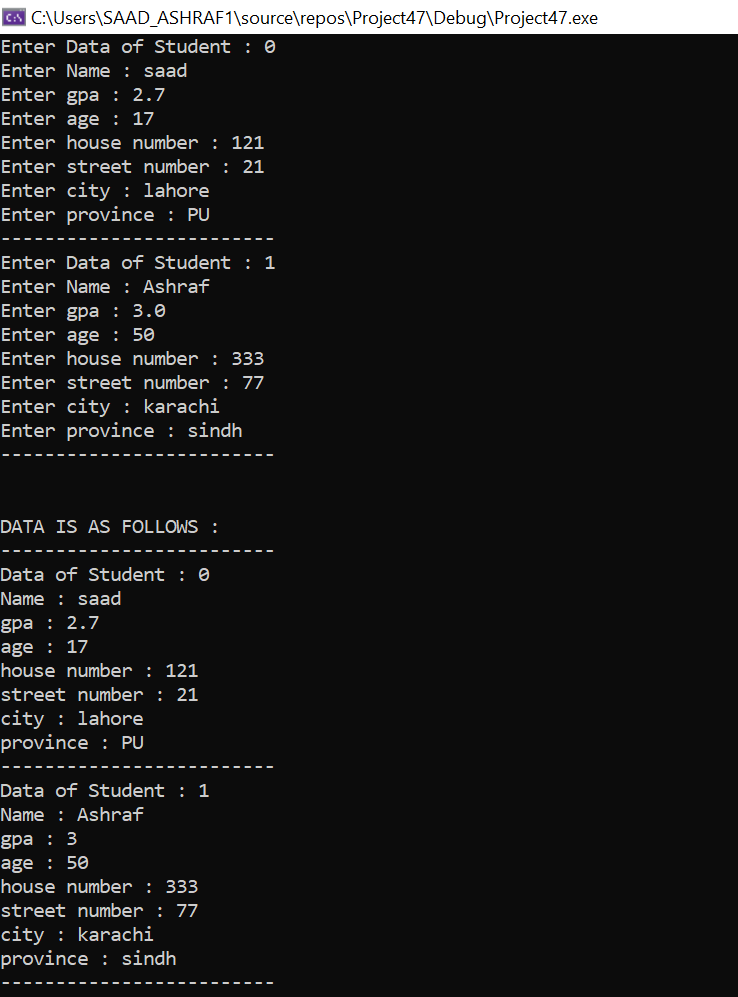 C:\Users\SAAD_ASHRAF1\source\repos\Project47\Debug\Project47.exe
Enter Data of Student : 0
Enter Name : saad
Enter gpa : 2.7
Enter age : 17
Enter house number : 121
Enter street number : 21
Enter city : lahore
Enter province : PU
-------------------------
Enter Data of Student : 1
Enter Name : Ashraf
Enter gpa : 3.0
Enter age : 50
Enter house number : 333
Enter street number : 77
Enter city : karachi
Enter province : sindh
-------------------------
DATA IS AS FOLLOWS :
-------------------------
Data of Student : 0
Name : saad
gpa : 2.7
age : 17
house number : 121
street number : 21
city : lahore
province : PU
-------------------------
Data of Student : 1
Name : Ashraf
gpa : 3
age : 50
house number : 333
street number : 77
city : karachi
province : sindh
-------------------------